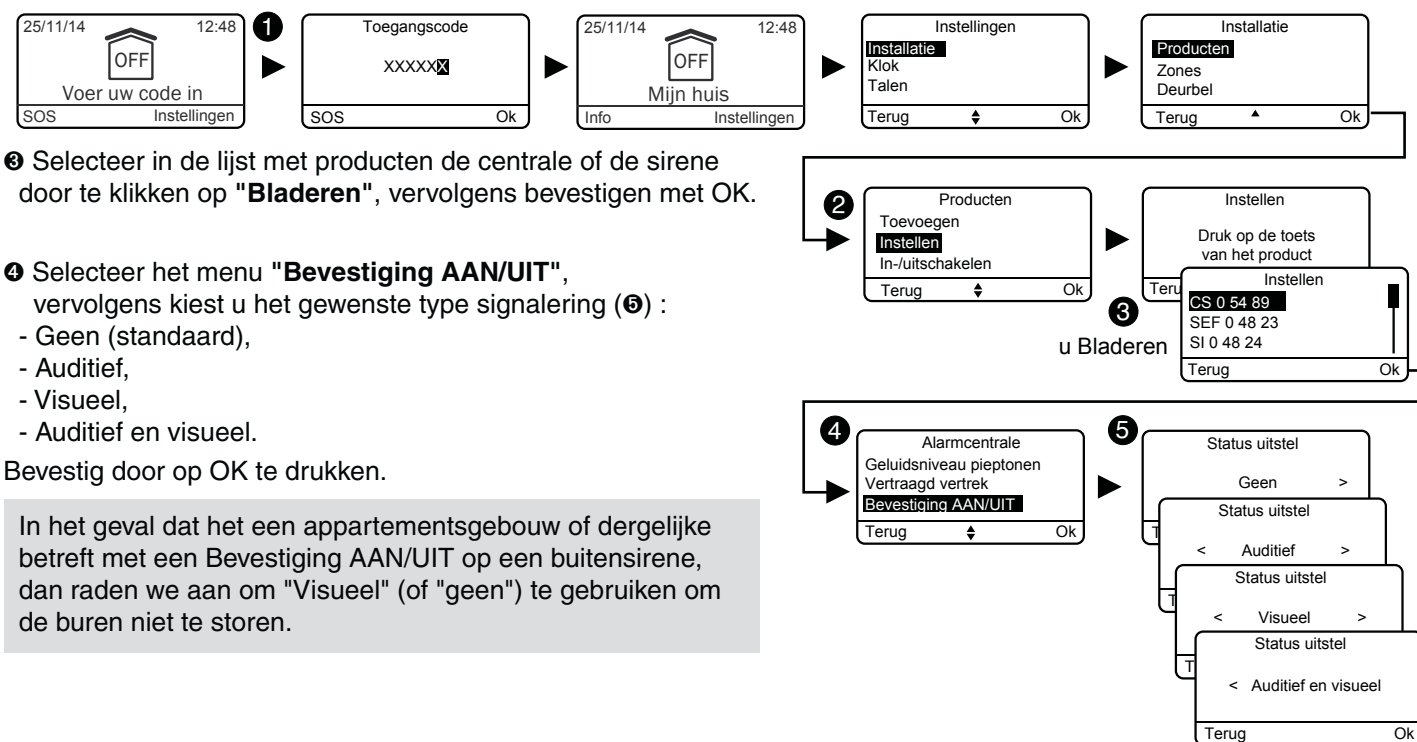 25/11/14 12:48
OFF
Voer uw code in
SOS Instellingen
❶
Toegangscode
XXXXXX
SOS Ok
25/11/14 12:48
OFF
Mijn huis
Info Instellingen
Instellingen
Installatie
Klok
Talen
Terug Ok
Installatie
Producten
Zones
Deurbel
Terug Ok
❸ Selecteer in de lijst met producten de centrale of de sirene
door te klikken op "Bladeren", vervolgens bevestigen met OK.
❹ Selecteer het menu "Bevestiging AAN/UIT",
vervolgens kiest u het gewenste type signalering (❺) :
- Geen (standaard),
- Auditief,
- Visueel,
- Auditief en visueel.
Bevestig door op OK te drukken.
In het geval dat het een appartementsgebouw of dergelijke
betreft met een Bevestiging AAN/UIT op een buitensirene,
dan raden we aan om "Visueel" (of "geen") te gebruiken om
de buren niet te storen.
❷
Producten
Toevoegen
Instellen
In-/uitschakelen
Terug Ok
Instellen
Druk op de toets
van het product
Teru
❸
u Bladeren
Instellen
CS 0 54 89
SEF 0 48 23
SI 0 48 24
Terug Ok
❹
Alarmcentrale
Geluidsniveau pieptonen
Vertraagd vertrek
Bevestiging AAN/UIT
Terug Ok
❺
Status uitstel
Geen >
T
Status uitstel
< Auditief >
T
Status uitstel
< Visueel >
T
Status uitstel
< Auditief en visueel
Terug Ok